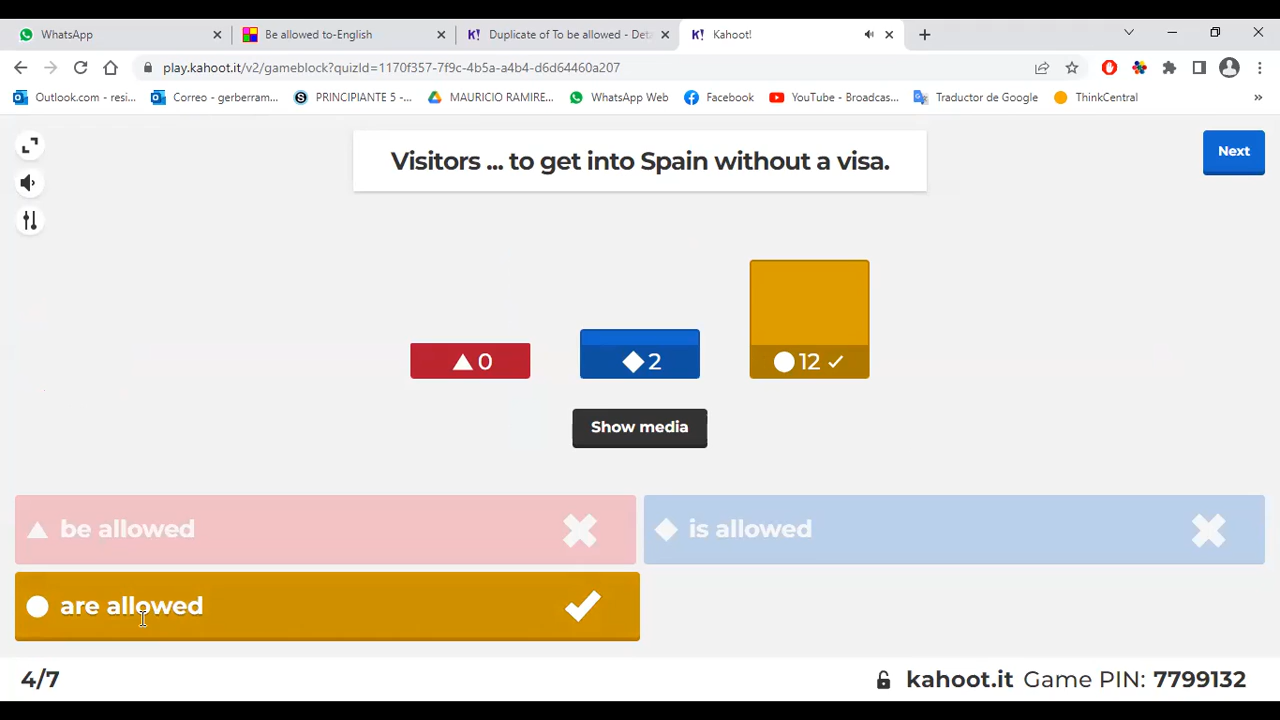 WhatsApp
Be allowed to-English
Duplicate of To be allowed - Deta
Kahoot!
play.kahoot.it/v2/gameblock?quizId=1170f357-7f9c-4b5a-a4b4-d6d64460a207
Outlook.com - resi...
Correo - gerberram...
PRINCIPIANTE 5 -...
MAURICIO RAMIRE...
WhatsApp Web
Facebook
YouTube - Broadcas...
Traductor de Google
ThinkCentral
Visitors ... to get into Spain without a visa.
Next
0
2
12
Show media
be allowed
is allowed
are allowed
4/7
kahoot.it Game PIN: 7799132